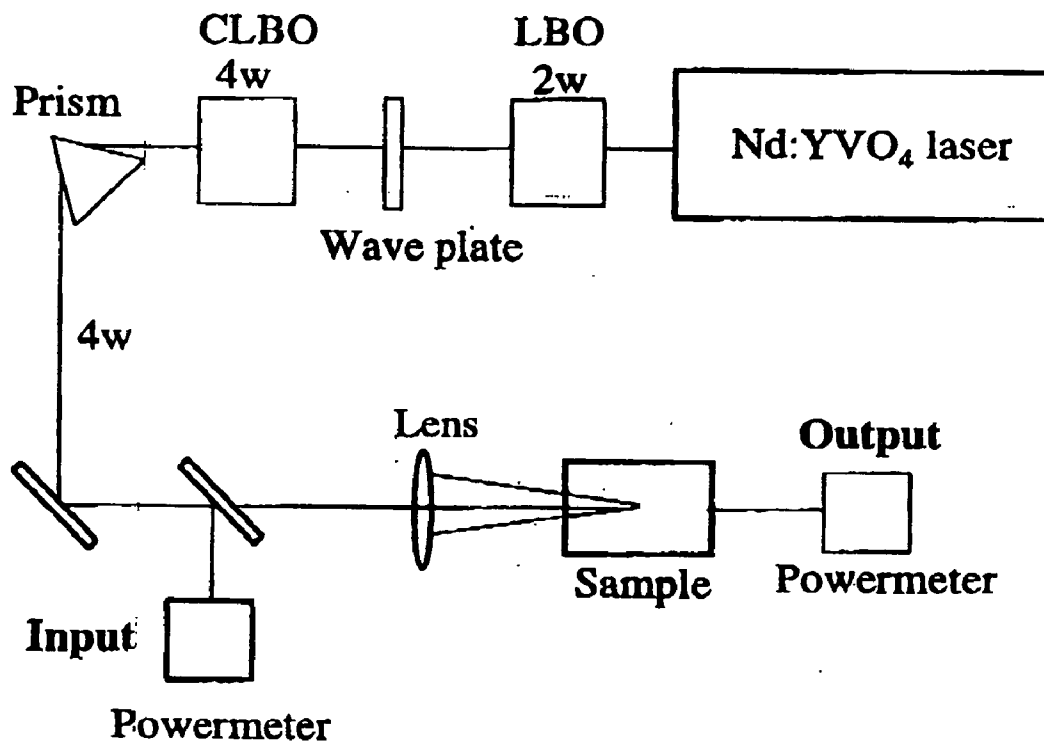 CLBO
4w
LBO
2w
Prism
Nd:YVO₄ laser
Wave plate
4w
Lens
Output
Sample
Powermeter
Input
Powermeter